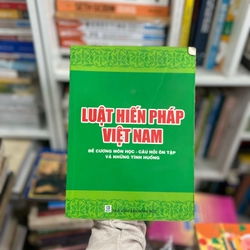 LUẬT HIẾN PHÁP
VIỆT NAM
ĐỀ CƯƠNG MÔN HỌC - CÂU HỎI ÔN TẬP
VÀ NHỮNG TÌNH HUỐNG